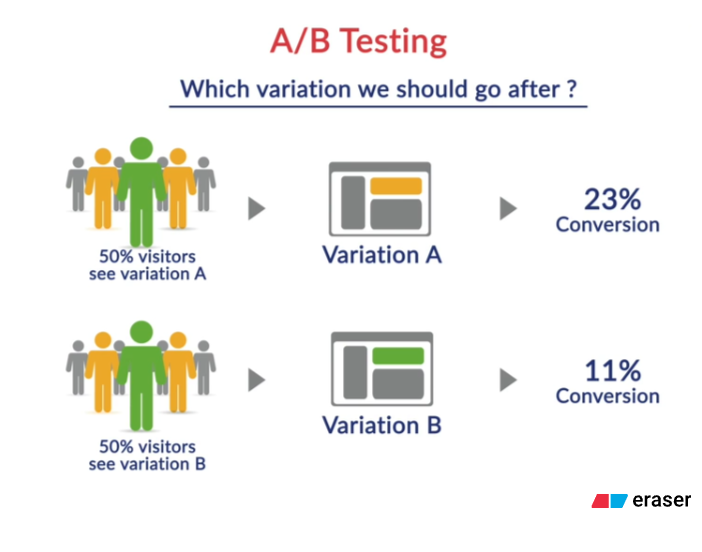 A/B Testing
Which variation we should go after ?
50% visitors
see variation A
Variation A
23%
Conversion
50% visitors
see variation B
Variation B
11%
Conversion
eraser